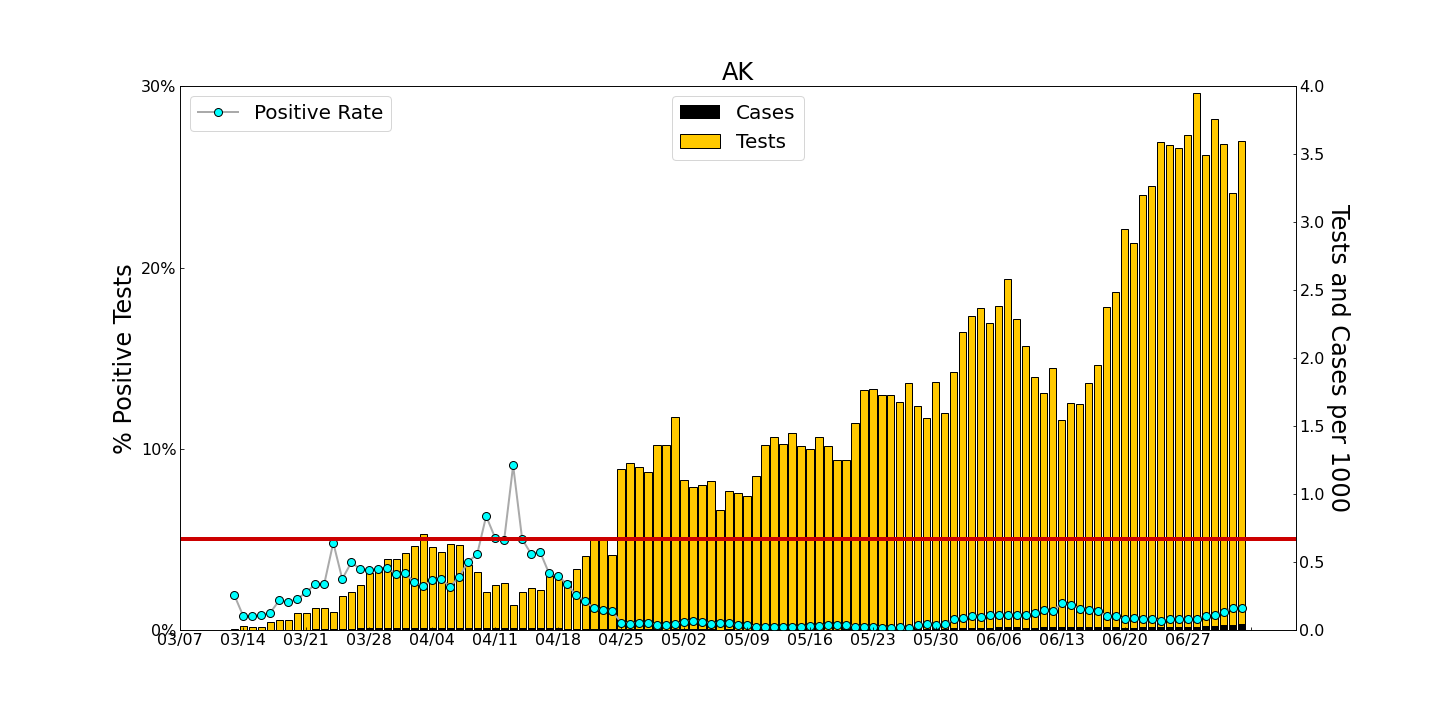 AK
Positive Rate
Cases
Tests
% Positive Tests
30%
20%
10%
0%
Tests and Cases per 1000
4.0
3.5
3.0
2.5
2.0
1.5
1.0
0.5
0.0
03/07 03/14 03/21 03/28 04/04 04/11 04/18 04/25 05/02 05/09 05/16 05/23 05/30 06/06 06/13 06/20 06/27